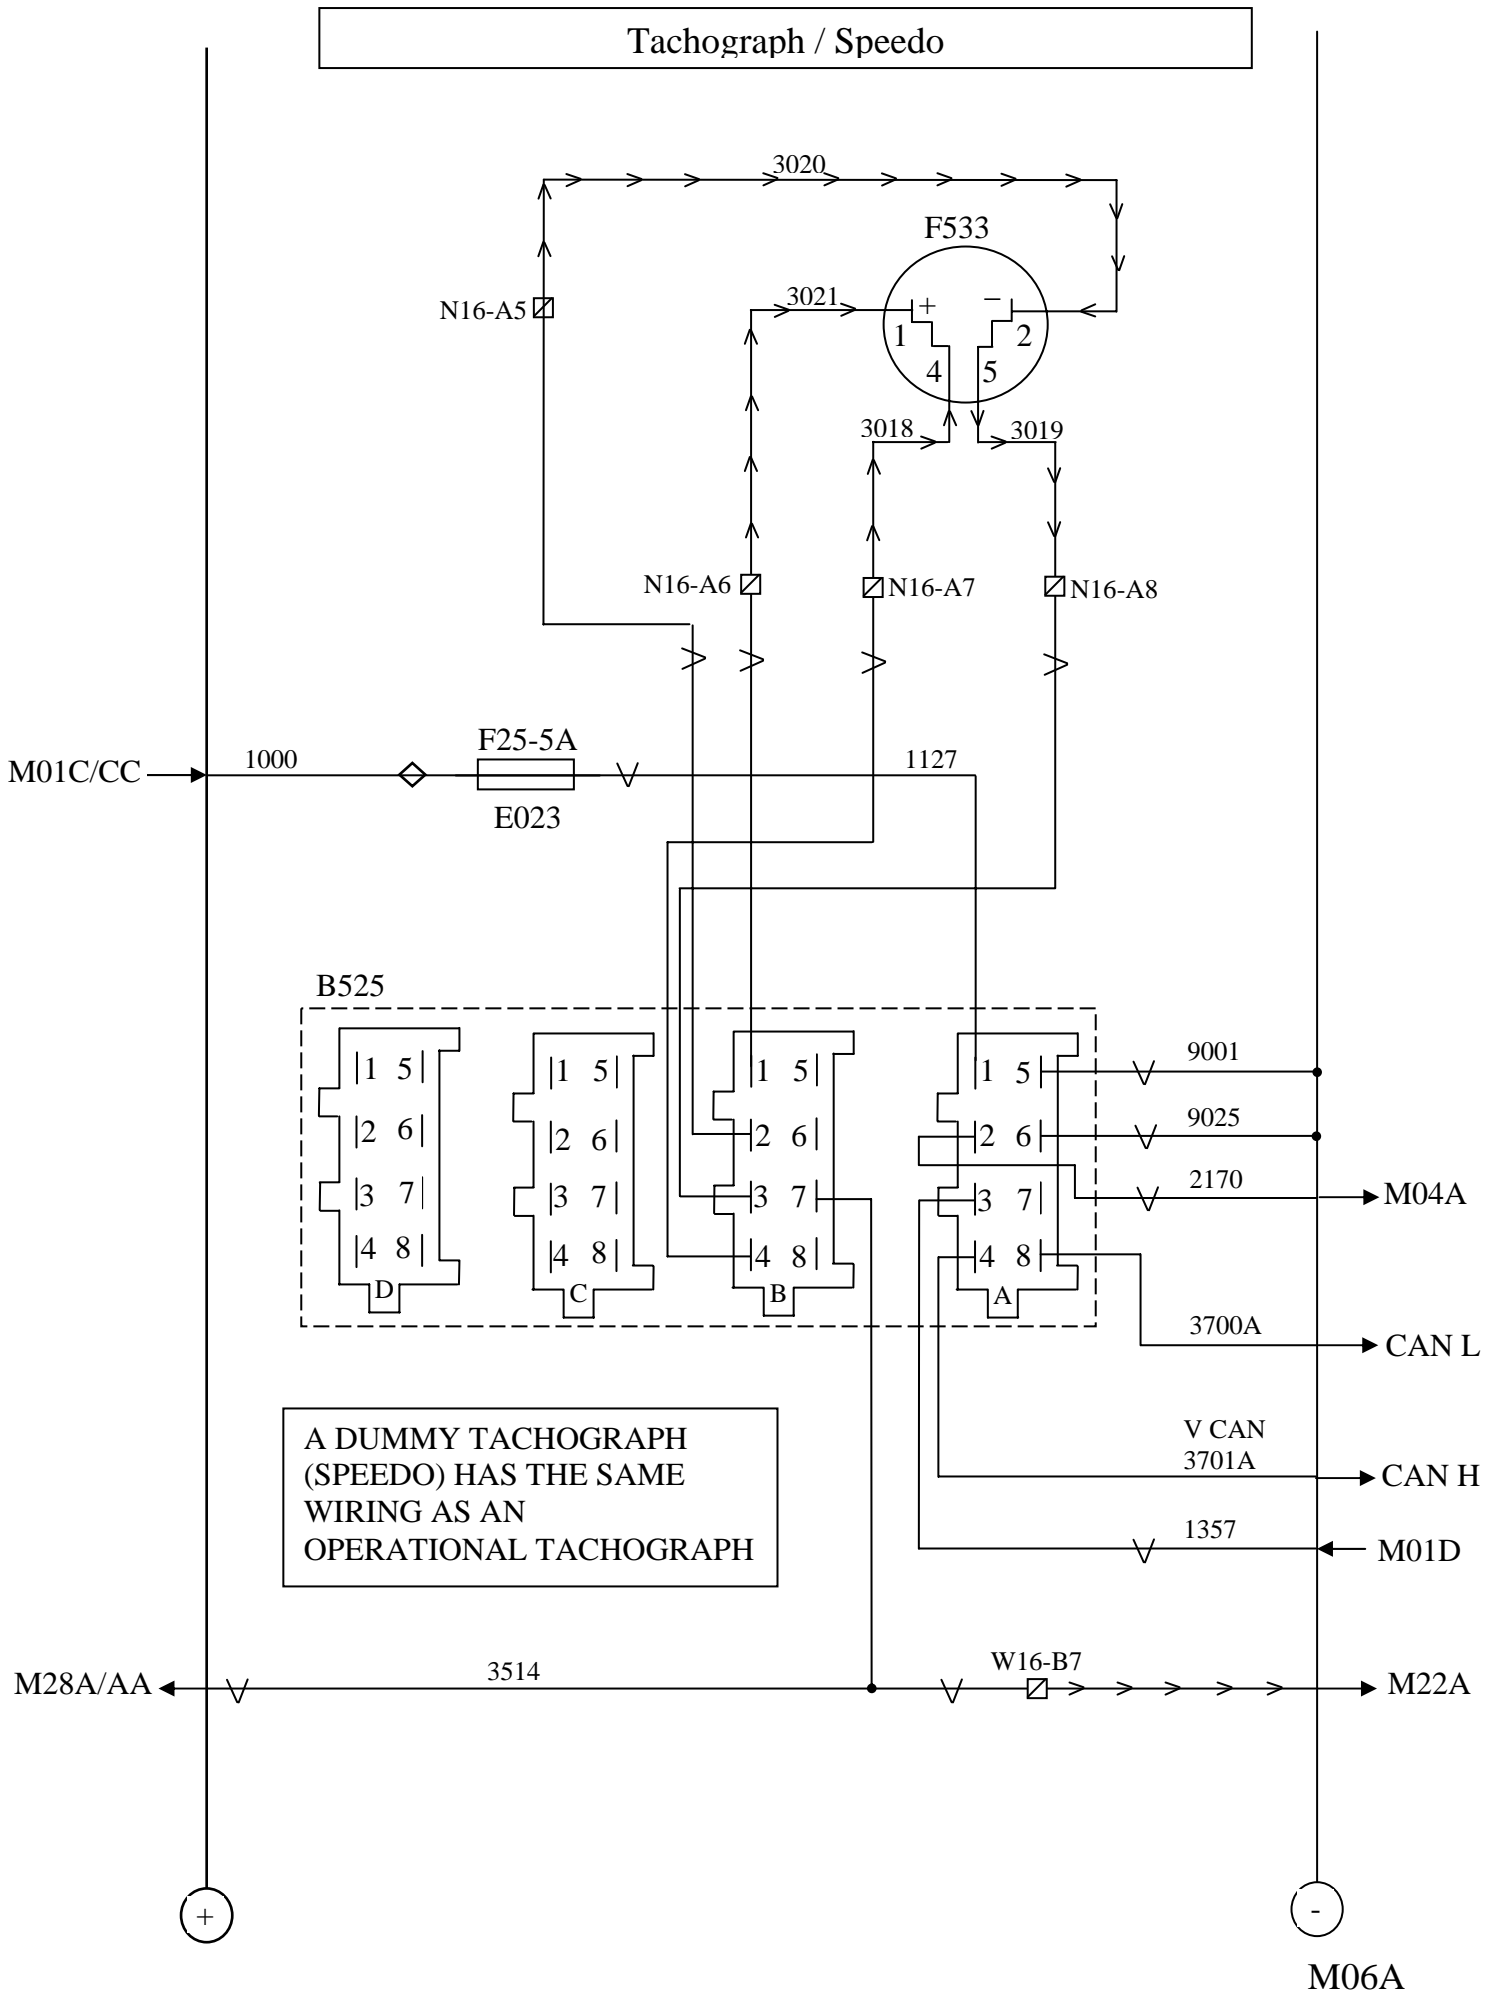 Tachograph / Speedo
3020
F533
N16-A5
3021
+ −
1 2
4 5
3018 3019
N16-A6 N16-A7 N16-A8
F25-5A
M01C/CC 1000 1127
E023
B525
1 5 1 5 1 5 1 5
2 6 2 6 2 6 2 6
3 7 3 7 3 7 3 7
4 8 4 8 4 8 4 8
D C B A
9001
9025
2170 M04A
3700A CAN L
V CAN
3701A CAN H
1357 M01D
A DUMMY TACHOGRAPH
(SPEEDO) HAS THE SAME
WIRING AS AN
OPERATIONAL TACHOGRAPH
W16-B7
M28A/AA 3514 M22A
+ -
M06A